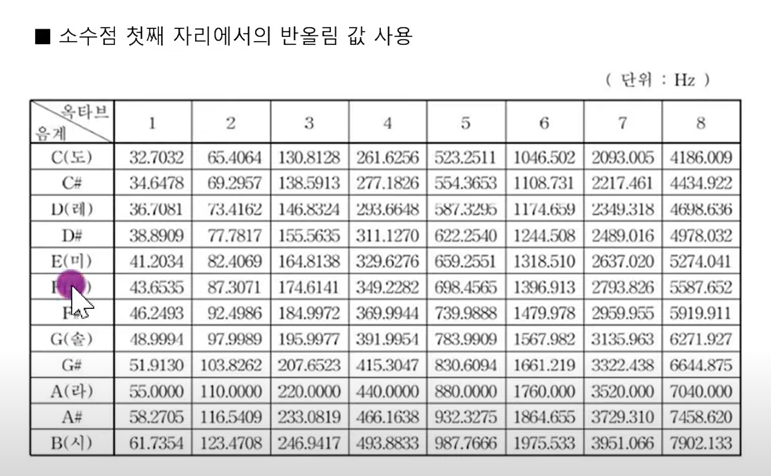 ■ 소수점 첫째 자리에서의 반올림 값 사용
( 단위 : Hz )
옥타브
음계 1 2 3 4 5 6 7 8
C(도) 32.7032 65.4064 130.8128 261.6256 523.2511 1046.502 2093.005 4186.009
C# 34.6478 69.2957 138.5913 277.1826 554.3653 1108.731 2217.461 4434.922
D(레) 36.7081 73.4162 146.8324 293.6648 587.3295 1174.659 2349.318 4698.636
D# 38.8909 77.7817 155.5635 311.1270 622.2540 1244.508 2489.016 4978.032
E(미) 41.2034 82.4069 164.8138 329.6276 659.2551 1318.510 2637.020 5274.041
43.6535 87.3071 174.6141 349.2282 698.4565 1396.913 2793.826 5587.652
F# 46.2493 92.4986 184.9972 369.9944 739.9888 1479.978 2959.955 5919.911
G(솔) 48.9994 97.9989 195.9977 391.9954 783.9909 1567.982 3135.963 6271.927
G# 51.9130 103.8262 207.6523 415.3047 830.6094 1661.219 3322.438 6644.875
A(라) 55.0000 110.0000 220.0000 440.0000 880.0000 1760.000 3520.000 7040.000
A# 58.2705 116.5409 233.0819 466.1638 932.3275 1864.655 3729.310 7458.620
B(시) 61.7354 123.4708 246.9417 493.8833 987.7666 1975.533 3951.066 7902.133